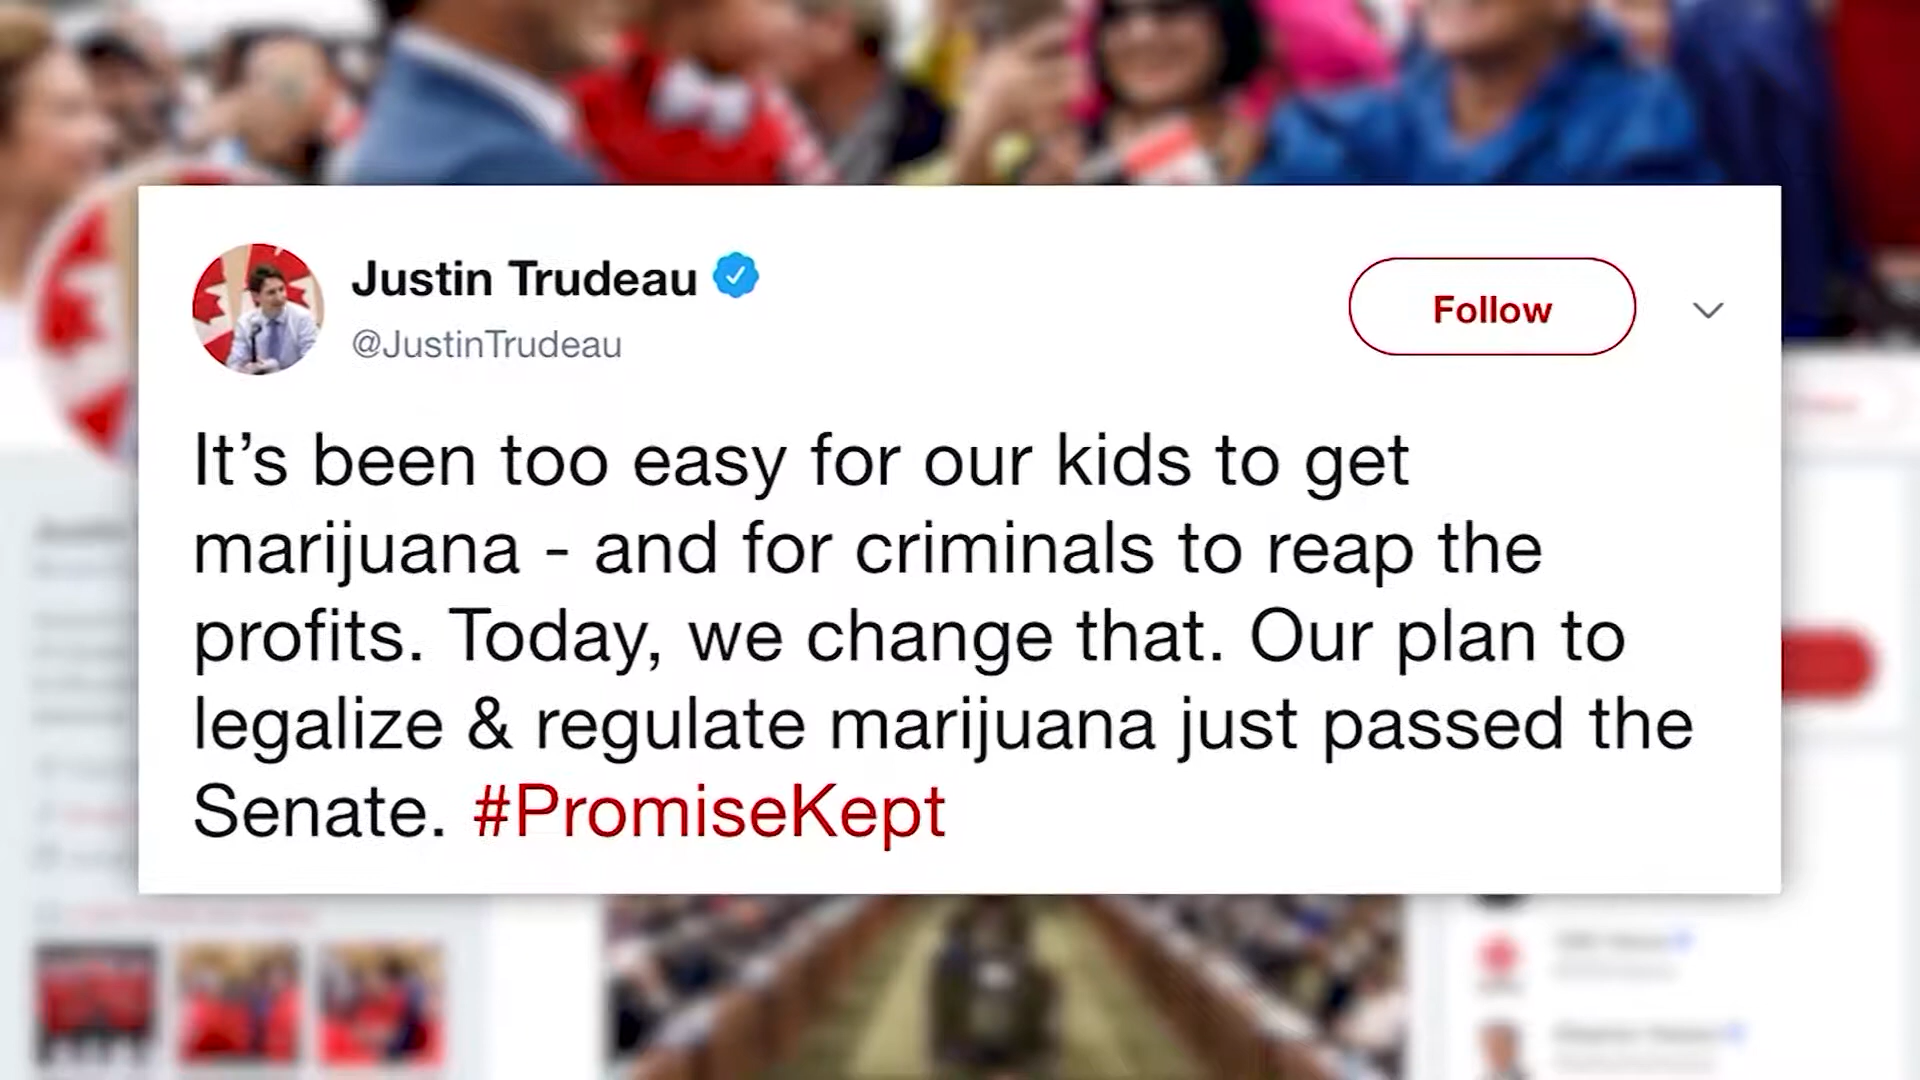 Justin Trudeau
@JustinTrudeau
Follow
It’s been too easy for our kids to get
marijuana - and for criminals to reap the
profits. Today, we change that. Our plan to
legalize & regulate marijuana just passed the
Senate. #PromiseKept